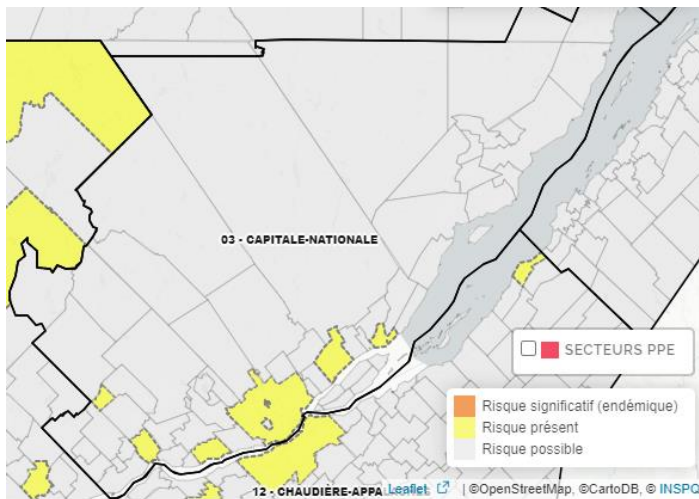 03 - CAPITALE-NATIONALE
SECTEURS PPE
Risque significatif (endémique)
Risque présent
Risque possible
12 - CHAUDIÈRE-APPA
Leaflet | ©OpenStreetMap, ©CartoDB, © INSPQ